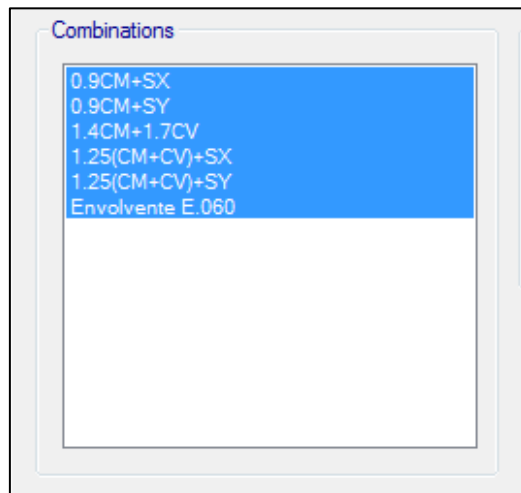 Combinations
0.9CM+SX
0.9CM+SY
1.4CM+1.7CV
1.25(CM+CV)+SX
1.25(CM+CV)+SY
Envolvente E.060